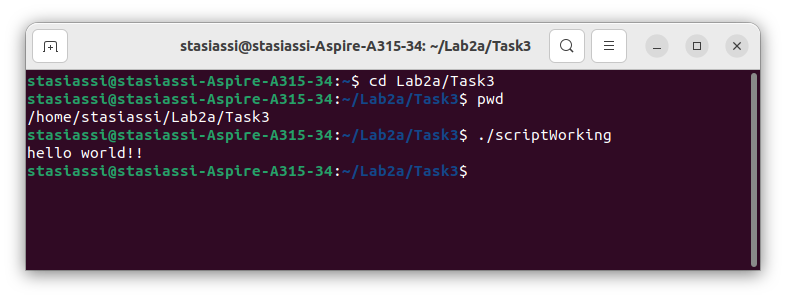 stasiassi@stasiassi-Aspire-A315-34: ~/Lab2a/Task3
stasiassi@stasiassi-Aspire-A315-34:~$ cd Lab2a/Task3
stasiassi@stasiassi-Aspire-A315-34:~/Lab2a/Task3$ pwd
/home/stasiassi/Lab2a/Task3
stasiassi@stasiassi-Aspire-A315-34:~/Lab2a/Task3$ ./scriptWorking
hello world!!
stasiassi@stasiassi-Aspire-A315-34:~/Lab2a/Task3$